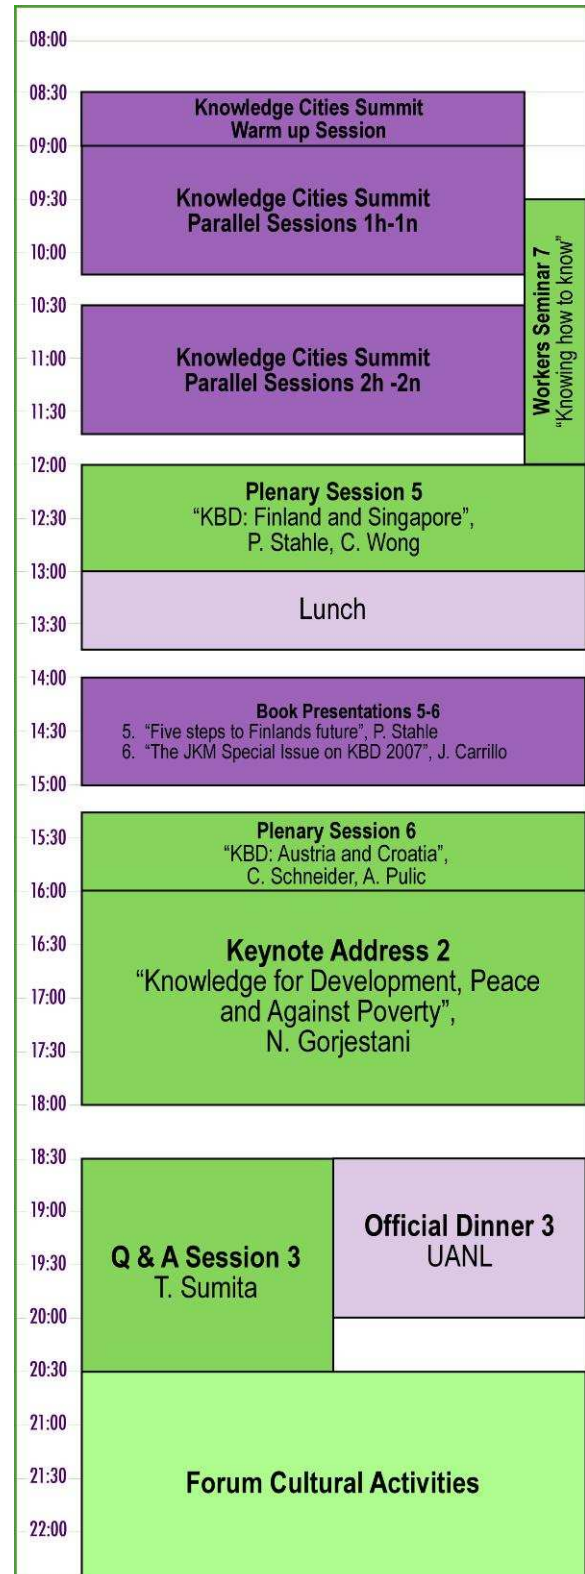 08:00
08:30
Knowledge Cities Summit
Warm up Session
09:00
09:30
Knowledge Cities Summit
Parallel Sessions 1h-1n
10:00
Workers Seminar 7
“Knowing how to know”
10:30
11:00
Knowledge Cities Summit
Parallel Sessions 2h -2n
11:30
12:00
Plenary Session 5
“KBD: Finland and Singapore”,
P. Stahle, C. Wong
12:30
13:00
Lunch
13:30
14:00
Book Presentations 5-6
14:30
5. “Five steps to Finlands future”, P. Stahle
6. “The JKM Special Issue on KBD 2007”, J. Carrillo
15:00
15:30
Plenary Session 6
“KBD: Austria and Croatia”,
C. Schneider, A. Pulic
16:00
16:30
Keynote Address 2
“Knowledge for Development, Peace
and Against Poverty”,
N. Gorjestani
17:00
17:30
18:00
18:30
19:00
Official Dinner 3
UANL
19:30
Q & A Session 3
T. Sumita
20:00
20:30
21:00
21:30
Forum Cultural Activities
22:00